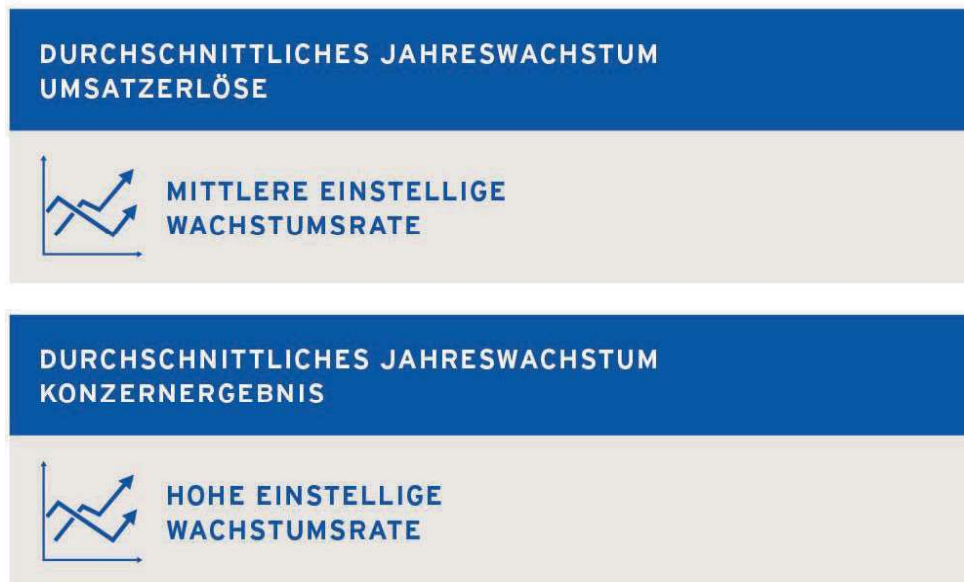 DURCHSCHNITTLICHES JAHRESWACHSTUM
UMSATZERLÖSE
MITTLERE EINSTELLIGE
WACHSTUMSRATE
DURCHSCHNITTLICHES JAHRESWACHSTUM
KONZERNERGEBNIS
HOHE EINSTELLIGE
WACHSTUMSRATE